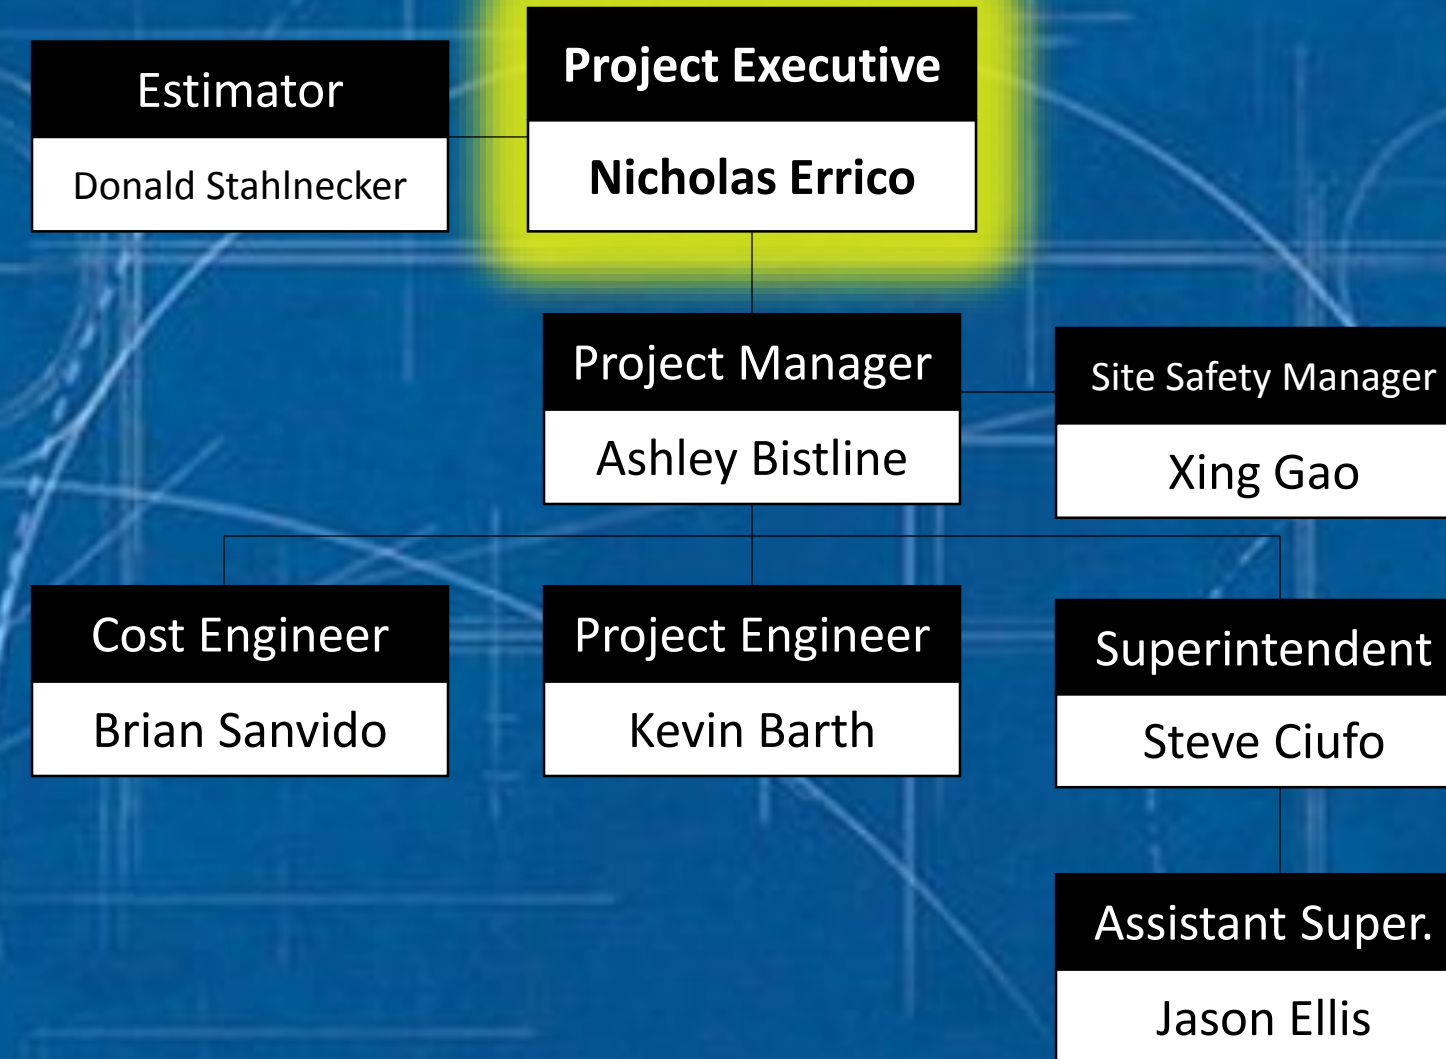 Estimator
Donald Stahlnecker
Project Executive
Nicholas Errico
Project Manager
Ashley Bistline
Site Safety Manager
Xing Gao
Cost Engineer
Brian Sanvido
Project Engineer
Kevin Barth
Superintendent
Steve Ciufo
Assistant Super.
Jason Ellis